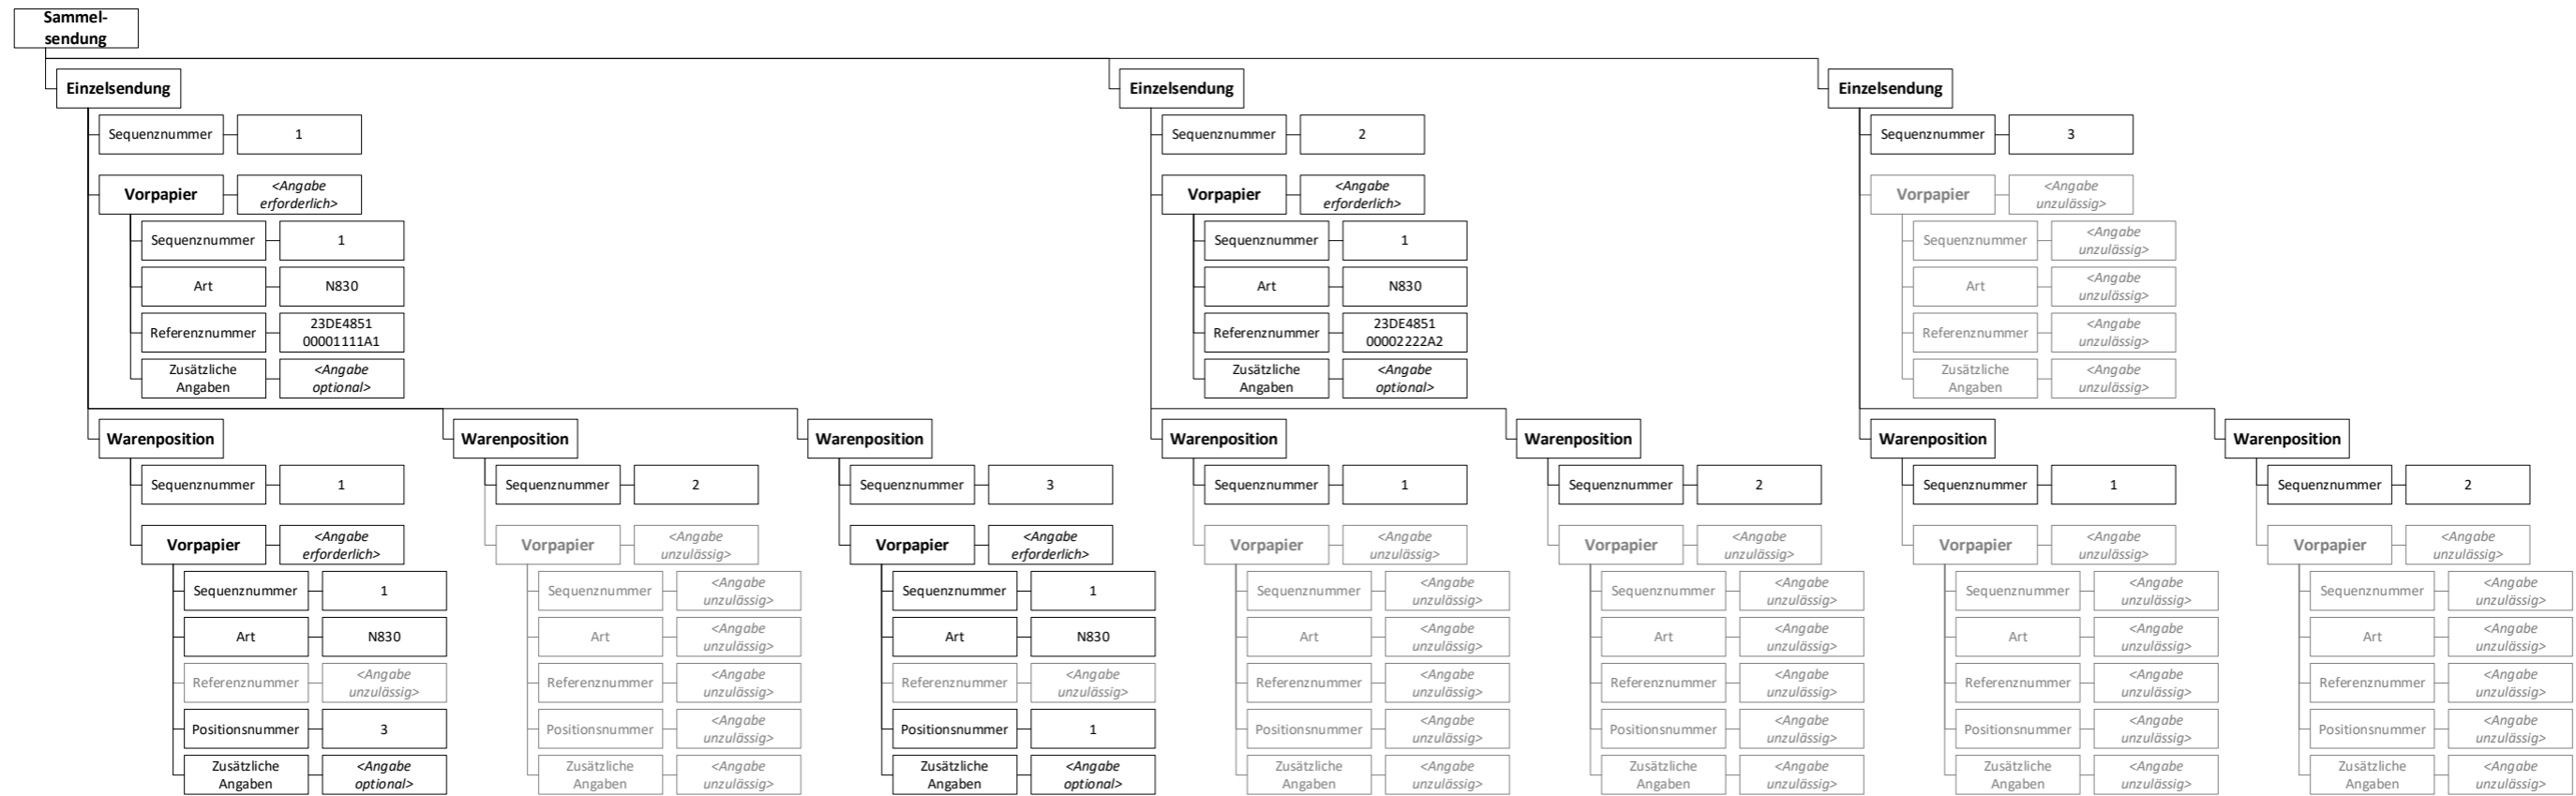 Sammel-
sendung
Einzelsendung
Sequenznummer
1
Vorpapier
<Angabe
erforderlich>
Sequenznummer
1
Art
N830
Referenznummer
23DE4851
00001111A1
Zusätzliche
Angaben
<Angabe
optional>
Warenposition
Sequenznummer
1
Vorpapier
<Angabe
erforderlich>
Sequenznummer
1
Art
N830
Referenznummer
<Angabe
unzulässig>
Positionsnummer
3
Zusätzliche
Angaben
<Angabe
optional>
Warenposition
Sequenznummer
2
Vorpapier
<Angabe
unzulässig>
Sequenznummer
<Angabe
unzulässig>
Art
<Angabe
unzulässig>
Referenznummer
<Angabe
unzulässig>
Positionsnummer
<Angabe
unzulässig>
Zusätzliche
Angaben
<Angabe
unzulässig>
Warenposition
Sequenznummer
3
Vorpapier
<Angabe
erforderlich>
Sequenznummer
1
Art
N830
Referenznummer
<Angabe
unzulässig>
Positionsnummer
1
Zusätzliche
Angaben
<Angabe
optional>
Einzelsendung
Sequenznummer
2
Vorpapier
<Angabe
erforderlich>
Sequenznummer
1
Art
N830
Referenznummer
23DE4851
00002222A2
Zusätzliche
Angaben
<Angabe
optional>
Warenposition
Sequenznummer
1
Vorpapier
<Angabe
unzulässig>
Sequenznummer
<Angabe
unzulässig>
Art
<Angabe
unzulässig>
Referenznummer
<Angabe
unzulässig>
Positionsnummer
<Angabe
unzulässig>
Zusätzliche
Angaben
<Angabe
unzulässig>
Warenposition
Sequenznummer
2
Vorpapier
<Angabe
unzulässig>
Sequenznummer
<Angabe
unzulässig>
Art
<Angabe
unzulässig>
Referenznummer
<Angabe
unzulässig>
Positionsnummer
<Angabe
unzulässig>
Zusätzliche
Angaben
<Angabe
unzulässig>
Einzelsendung
Sequenznummer
3
Vorpapier
<Angabe
unzulässig>
Sequenznummer
<Angabe
unzulässig>
Art
<Angabe
unzulässig>
Referenznummer
<Angabe
unzulässig>
Zusätzliche
Angaben
<Angabe
unzulässig>
Warenposition
Sequenznummer
1
Vorpapier
<Angabe
unzulässig>
Sequenznummer
<Angabe
unzulässig>
Art
<Angabe
unzulässig>
Referenznummer
<Angabe
unzulässig>
Positionsnummer
<Angabe
unzulässig>
Zusätzliche
Angaben
<Angabe
unzulässig>
Warenposition
Sequenznummer
2
Vorpapier
<Angabe
unzulässig>
Sequenznummer
<Angabe
unzulässig>
Art
<Angabe
unzulässig>
Referenznummer
<Angabe
unzulässig>
Positionsnummer
<Angabe
unzulässig>
Zusätzliche
Angaben
<Angabe
unzulässig>